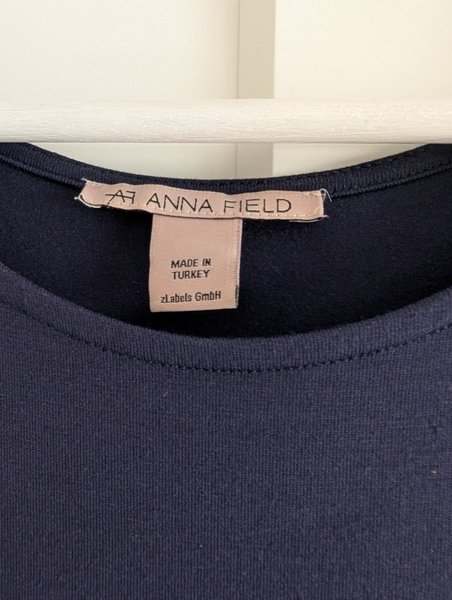 AF ANNA FIELD
MADE IN
TURKEY
zLabels GmbH